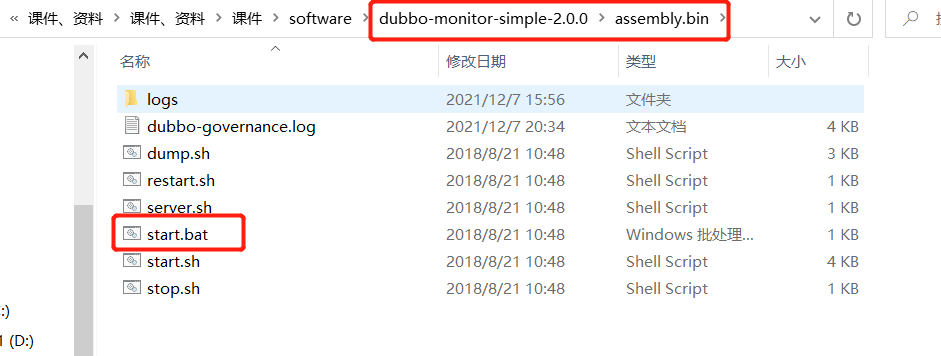 « 课件、资料 > 课件、资料 > 课件 > software > dubbo-monitor-simple-2.0.0 > assembly.bin >
名称 修改日期 类型 大小
logs 2021/12/7 15:56 文件夹
dubbo-governance.log 2021/12/7 20:34 文本文档 4 KB
dump.sh 2018/8/21 10:48 Shell Script 3 KB
restart.sh 2018/8/21 10:48 Shell Script 1 KB
server.sh 2018/8/21 10:48 Shell Script 1 KB
start.bat 2018/8/21 10:48 Windows 批处理... 1 KB
start.sh 2018/8/21 10:48 Shell Script 4 KB
stop.sh 2018/8/21 10:48 Shell Script 1 KB
:)
1 (D:)